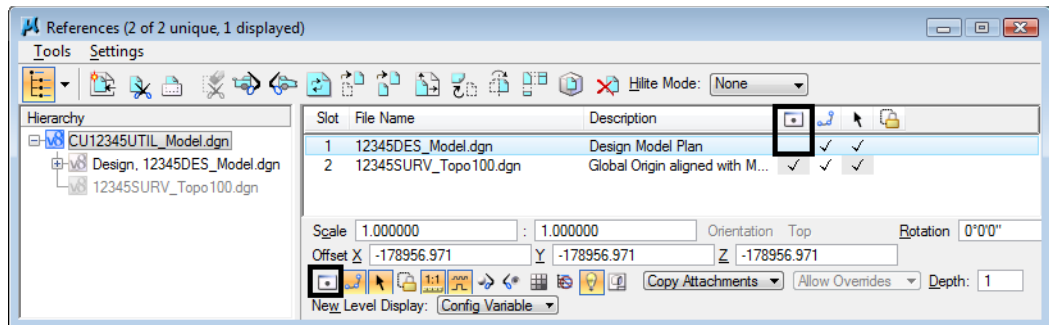 References (2 of 2 unique, 1 displayed)
Tools Settings
Hilite Mode: None
Hierarchy
CU12345UTIL_Model.dgn
Design, 12345DES_Model.dgn
12345SURV_Topo100.dgn
Slot File Name Description
1 12345DES_Model.dgn Design Model Plan
2 12345SURV_Topo100.dgn Global Origin aligned with M...
Scale 1.000000 : 1.000000 Orientation Top Rotation 0°0'0"
Offset X -178956.971 Y -178956.971 Z -178956.971
1:1 Copy Attachments Allow Overrides Depth: 1
New Level Display: Config Variable